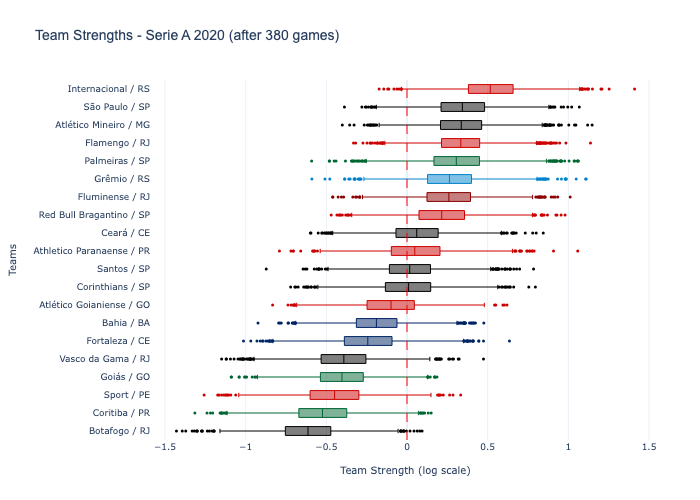 Team Strengths - Serie A 2020 (after 380 games)
Internacional / RS
São Paulo / SP
Atlético Mineiro / MG
Flamengo / RJ
Palmeiras / SP
Grêmio / RS
Fluminense / RJ
Red Bull Bragantino / SP
Ceará / CE
Athletico Paranaense / PR
Santos / SP
Corinthians / SP
Atlético Goianiense / GO
Bahia / BA
Fortaleza / CE
Vasco da Gama / RJ
Goiás / GO
Sport / PE
Coritiba / PR
Botafogo / RJ
Teams
−1.5 −1 −0.5 0 0.5 1 1.5
Team Strength (log scale)